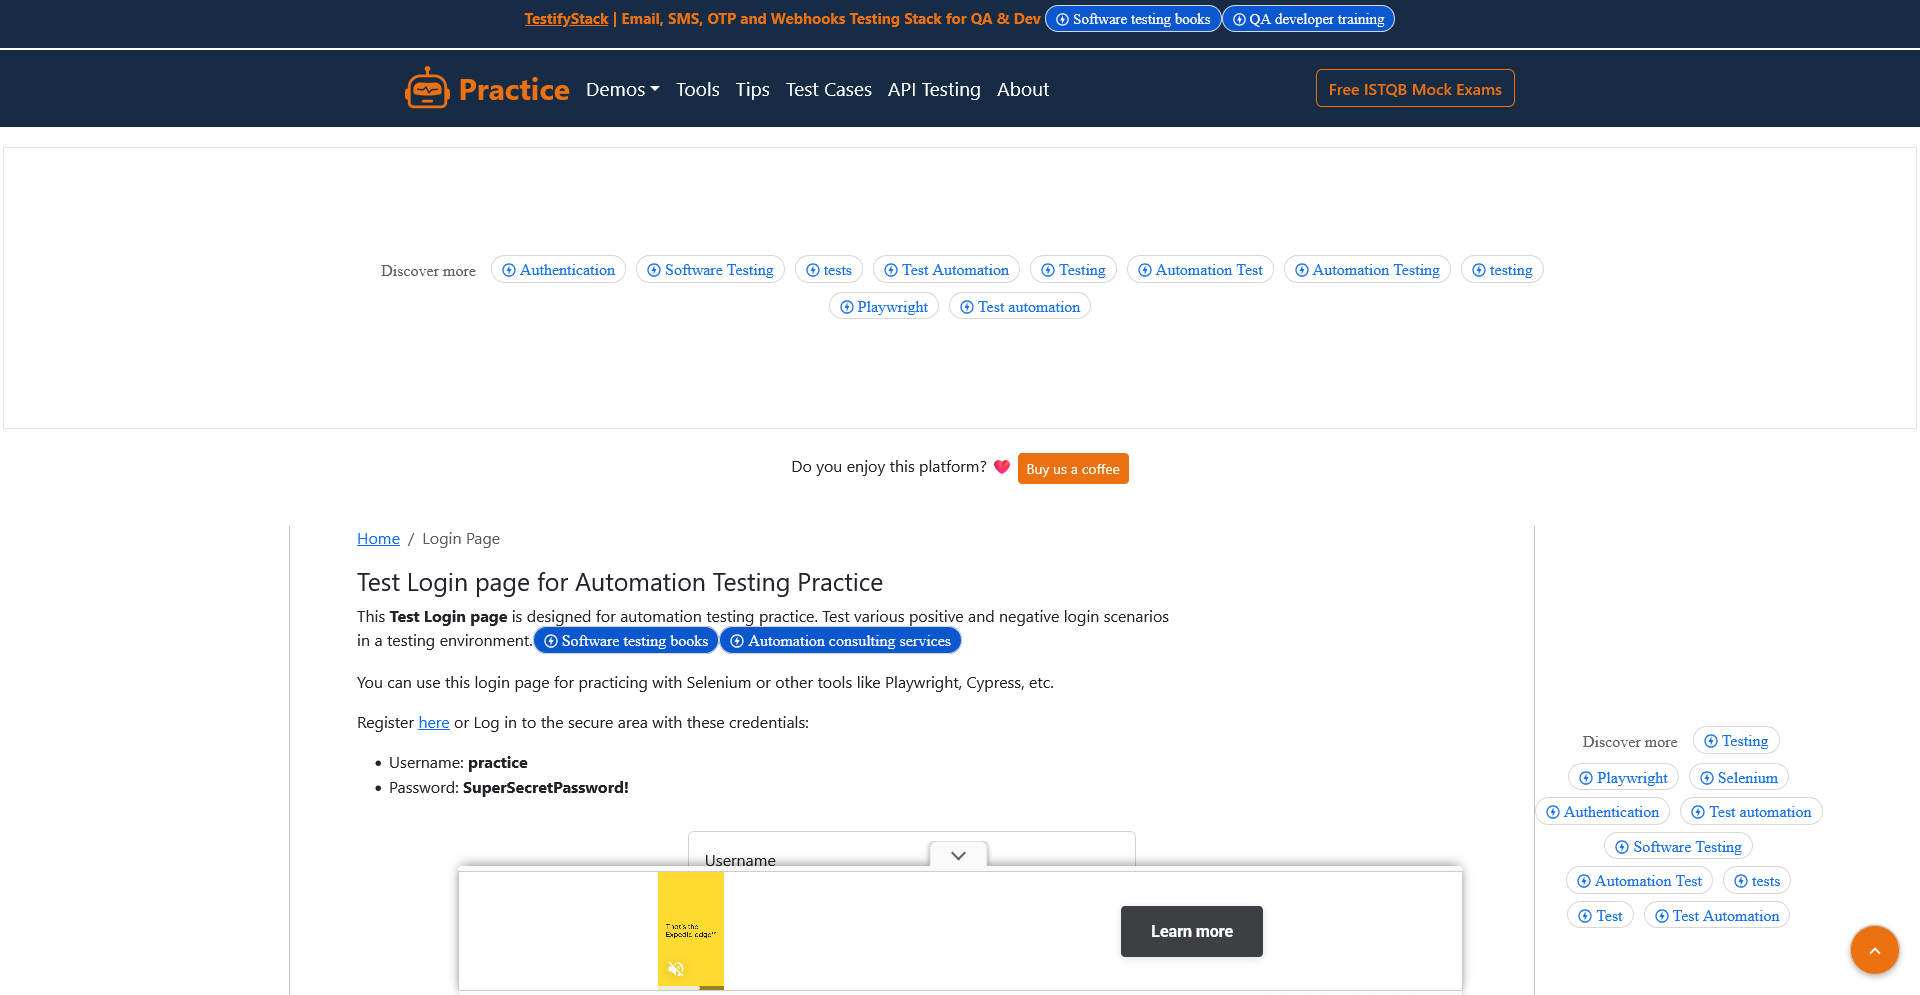 TestifyStack | Email, SMS, OTP and Webhooks Testing Stack for QA & Dev Software testing books QA developer training
Practice Demos Tools Tips Test Cases API Testing About Free ISTQB Mock Exams
Discover more Authentication Software Testing tests Test Automation Testing Automation Test Automation Testing testing
Playwright Test automation
Do you enjoy this platform? Buy us a coffee
Home / Login Page
Test Login page for Automation Testing Practice
This Test Login page is designed for automation testing practice. Test various positive and negative login scenarios
in a testing environment. Software testing books Automation consulting services
You can use this login page for practicing with Selenium or other tools like Playwright, Cypress, etc.
Register here or Log in to the secure area with these credentials:
• Username: practice
• Password: SuperSecretPassword!
Username
Discover more Testing
Playwright Selenium
Authentication Test automation
Software Testing
Automation Test tests
Test Test Automation
That's the
Expedia edge
Learn more